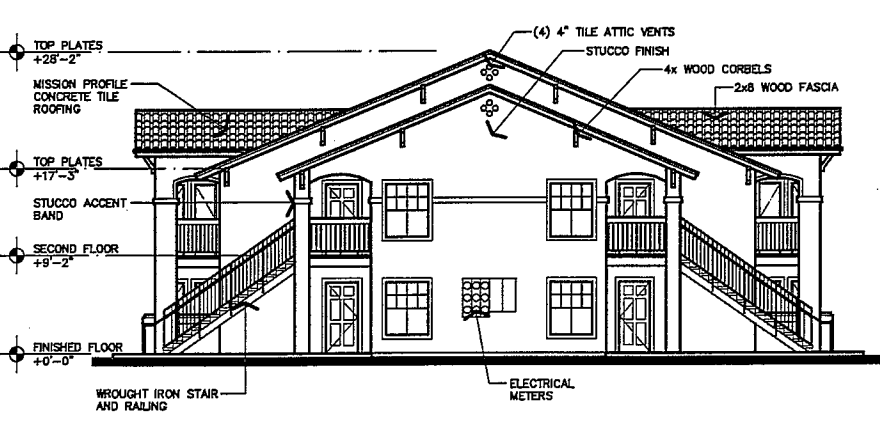 (4) 4" TILE ATTIC VENTS
TOP PLATES
+28'-2"
STUCCO FINISH
4x WOOD CORBELS
MISSION PROFILE
CONCRETE TILE
ROOFING
2x8 WOOD FASCIA
TOP PLATES
+17'-3"
STUCCO ACCENT
BAND
SECOND FLOOR
+9'-2"
FINISHED FLOOR
+0'-0"
WROUGHT IRON STAIR
AND RAILING
ELECTRICAL
METERS